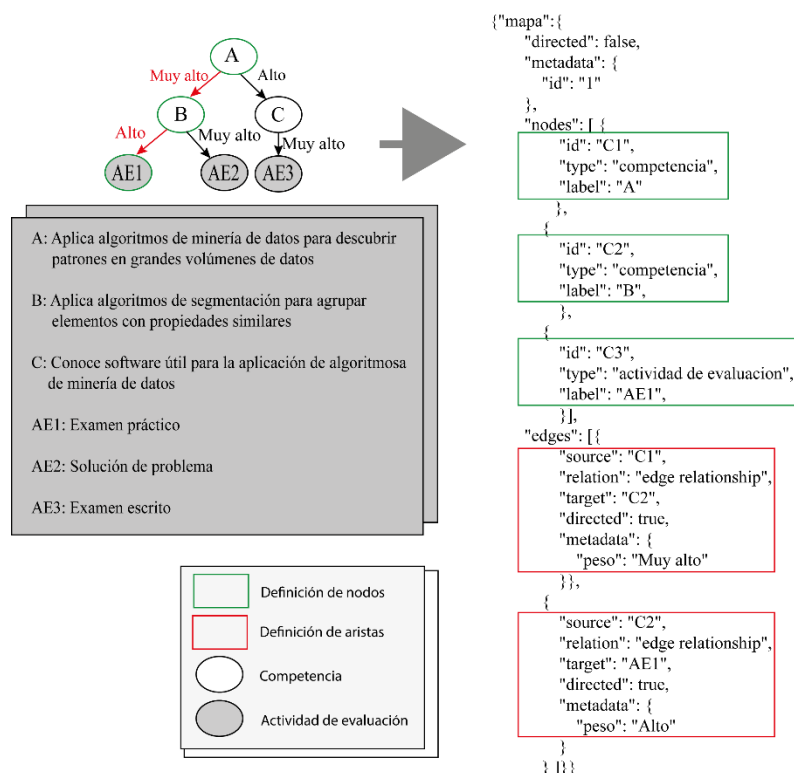 A
Muy alto
Alto
B
C
Alto
Muy alto
Muy alto
AE1
AE2
AE3
A: Aplica algoritmos de minería de datos para descubrir
patrones en grandes volúmenes de datos
B: Aplica algoritmos de segmentación para agrupar
elementos con propiedades similares
C: Conoce software útil para la aplicación de algoritmosa
de minería de datos
AE1: Examen práctico
AE2: Solución de problema
AE3: Examen escrito
Definición de nodos
Definición de aristas
Competencia
Actividad de evaluación
{"mapa":{
"directed": false,
"metadata": {
"id": "1"
},
"nodes": [ {
"id": "C1",
"type": "competencia",
"label": "A"
},
{
"id": "C2",
"type": "competencia",
"label": "B",
},
{
"id": "C3",
"type": "actividad de evaluacion",
"label": "AE1",
}],
"edges": [{
"source": "C1",
"relation": "edge relationship",
"target": "C2",
"directed": true,
"metadata": {
"peso": "Muy alto"
}},
{
"source": "C2",
"relation": "edge relationship",
"target": "AE1",
"directed": true,
"metadata": {
"peso": "Alto"
}
} ]}}